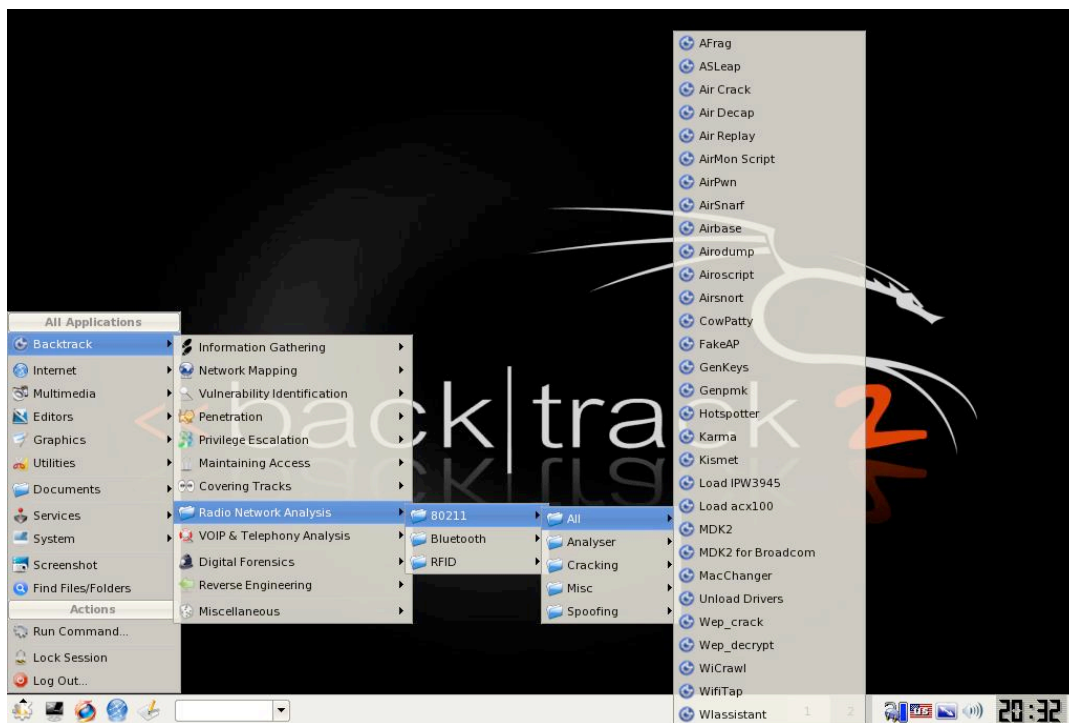 All Applications
Backtrack
Internet
Multimedia
Editors
Graphics
Utilities
Documents
Services
System
Screenshot
Find Files/Folders
Actions
Run Command...
Lock Session
Log Out...
Information Gathering
Network Mapping
Vulnerability Identification
Penetration
Privilege Escalation
Maintaining Access
Covering Tracks
Radio Network Analysis
VOIP & Telephony Analysis
Digital Forensics
Reverse Engineering
Miscellaneous
80211
Bluetooth
RFID
All
Analyser
Cracking
Misc
Spoofing
AFrag
ASLeap
Air Crack
Air Decap
Air Replay
AirMon Script
AirPwn
AirSnarf
Airbase
Airodump
Airoscript
Airsnort
CowPatty
FakeAP
GenKeys
Genpmk
Hotspotter
Karma
Kismet
Load IPW3945
Load acx100
MDK2
MDK2 for Broadcom
MacChanger
Unload Drivers
Wep_crack
Wep_decrypt
WiCrawl
WifiTap
Wlassistant
<<back|track 2
1 2
us
20:32